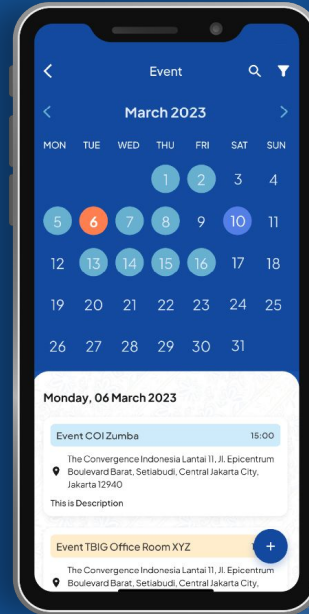 Event
March 2023
MON TUE WED THU FRI SAT SUN
1 2 3 4
5 6 7 8 9 10 11
12 13 14 15 16 17 18
19 20 21 22 23 24 25
26 27 28 29 30 31
Monday, 06 March 2023
Event COI Zumba 15:00
The Convergence Indonesia Lantai 11, Jl. Epicentrum
Boulevard Barat, Setiabudi, Central Jakarta City,
Jakarta 12940
This is Description
Event TBIG Office Room XYZ
+
The Convergence Indonesia Lantai 11, Jl. Epicentrum
Boulevard Barat, Setiabudi, Central Jakarta City,